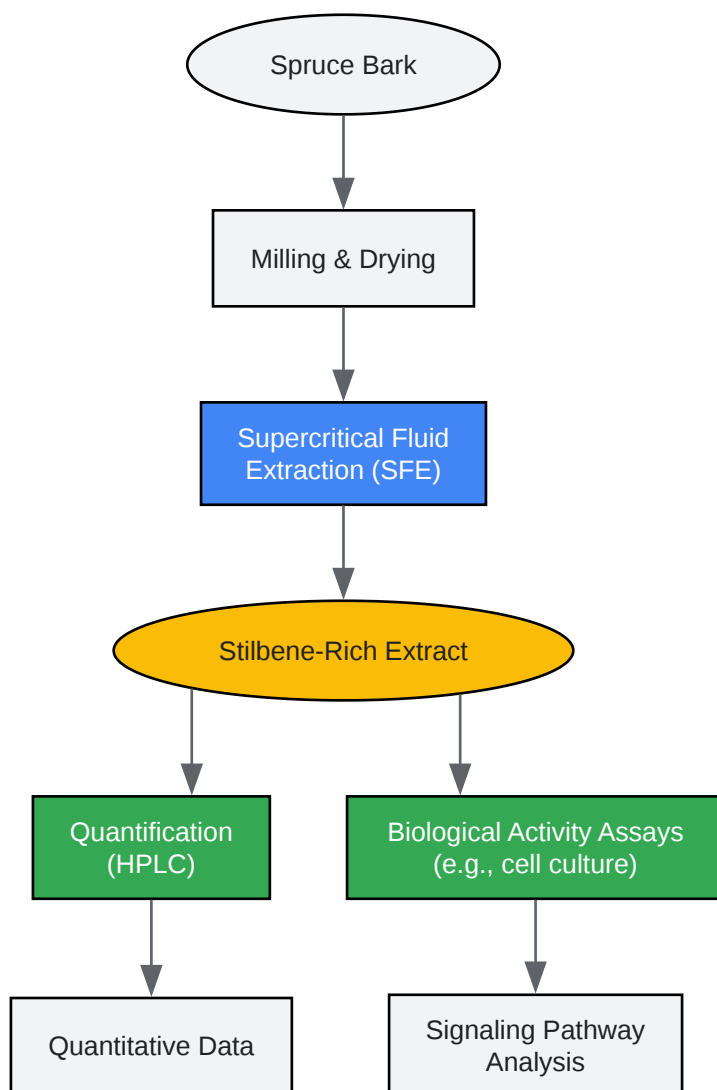 Spruce Bark
Milling & Drying
Supercritical Fluid
Extraction (SFE)
Stilbene-Rich Extract
Quantification
(HPLC)
Biological Activity Assays
(e.g., cell culture)
Quantitative Data
Signaling Pathway
Analysis